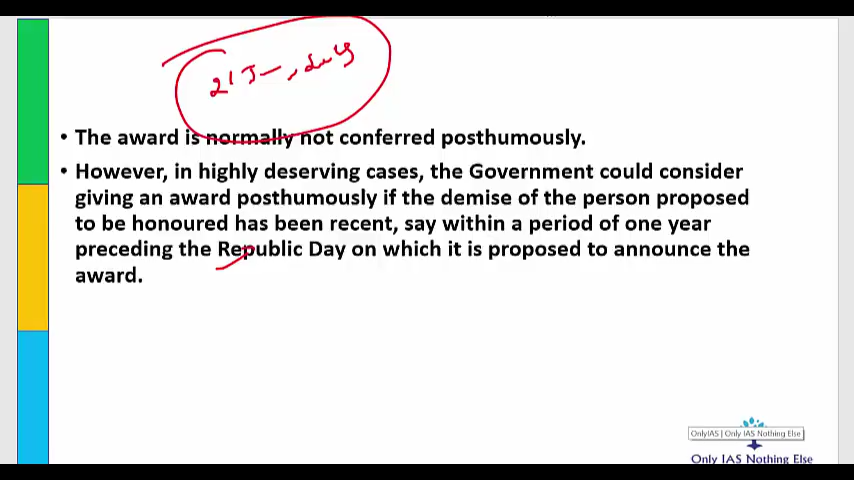 • The award is normally not conferred posthumously.
• However, in highly deserving cases, the Government could consider
giving an award posthumously if the demise of the person proposed
to be honoured has been recent, say within a period of one year
preceding the Republic Day on which it is proposed to announce the
award.
OnlyIAS | Only IAS Nothing Else
Only IAS Nothing Else